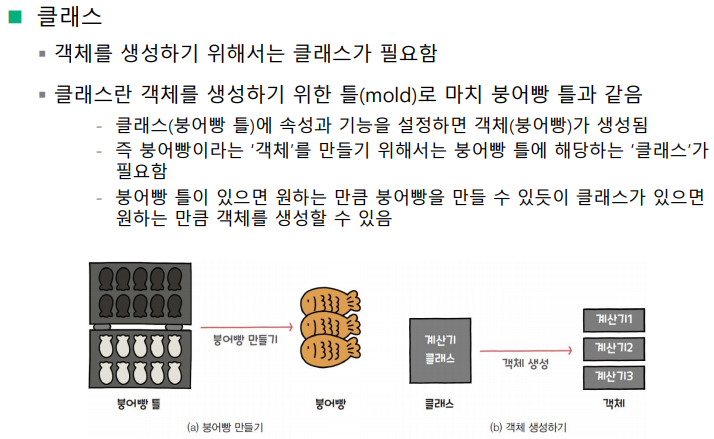 클래스
객체를 생성하기 위해서는 클래스가 필요함
클래스란 객체를 생성하기 위한 틀(mold)로 마치 붕어빵 틀과 같음
- 클래스(붕어빵 틀)에 속성과 기능을 설정하면 객체(붕어빵)가 생성됨
- 즉 붕어빵이라는 '객체'를 만들기 위해서는 붕어빵 틀에 해당하는 '클래스'가
필요함
- 붕어빵 틀이 있으면 원하는 만큼 붕어빵을 만들 수 있듯이 클래스가 있으면
원하는 만큼 객체를 생성할 수 있음
붕어빵 만들기
붕어빵 틀
붕어빵
(a) 붕어빵 만들기
계산기
클래스
객체 생성
계산기1
계산기2
계산기3
클래스
객체
(b) 객체 생성하기